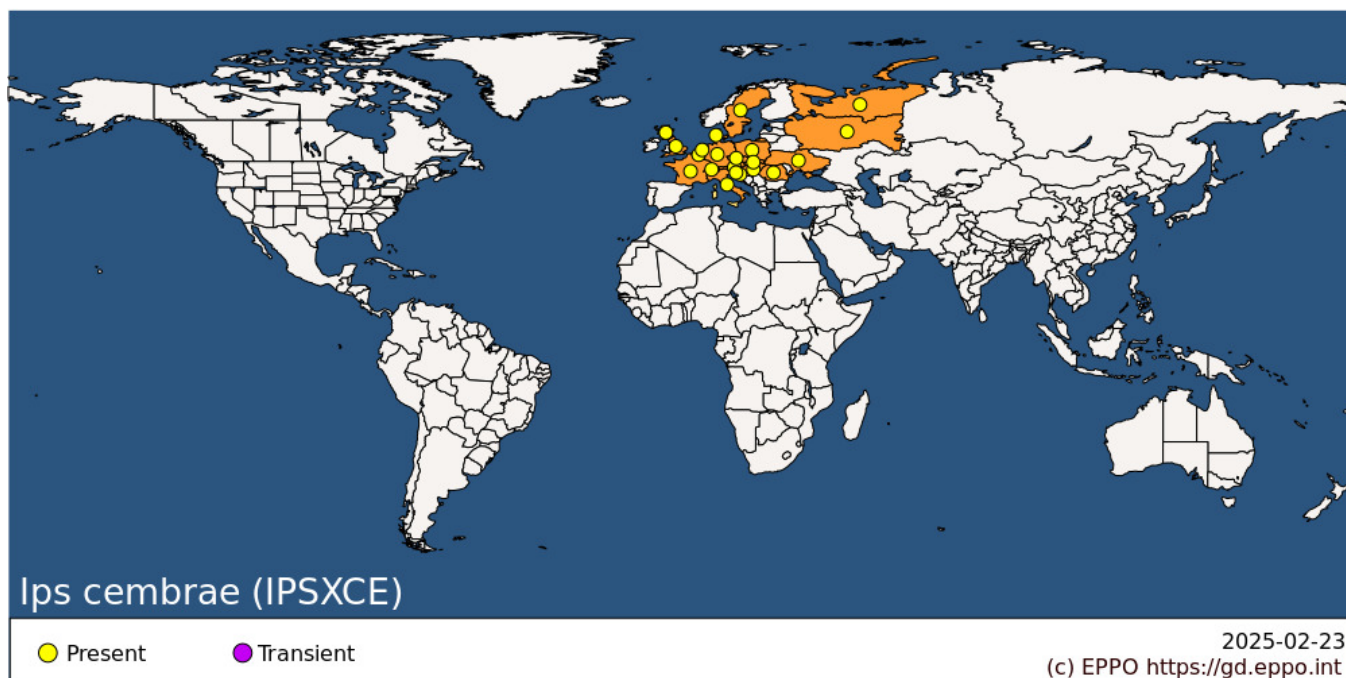 Ips cembrae (IPSXCE)
Present
Transient
2025-02-23
(c) EPPO https://gd.eppo.int